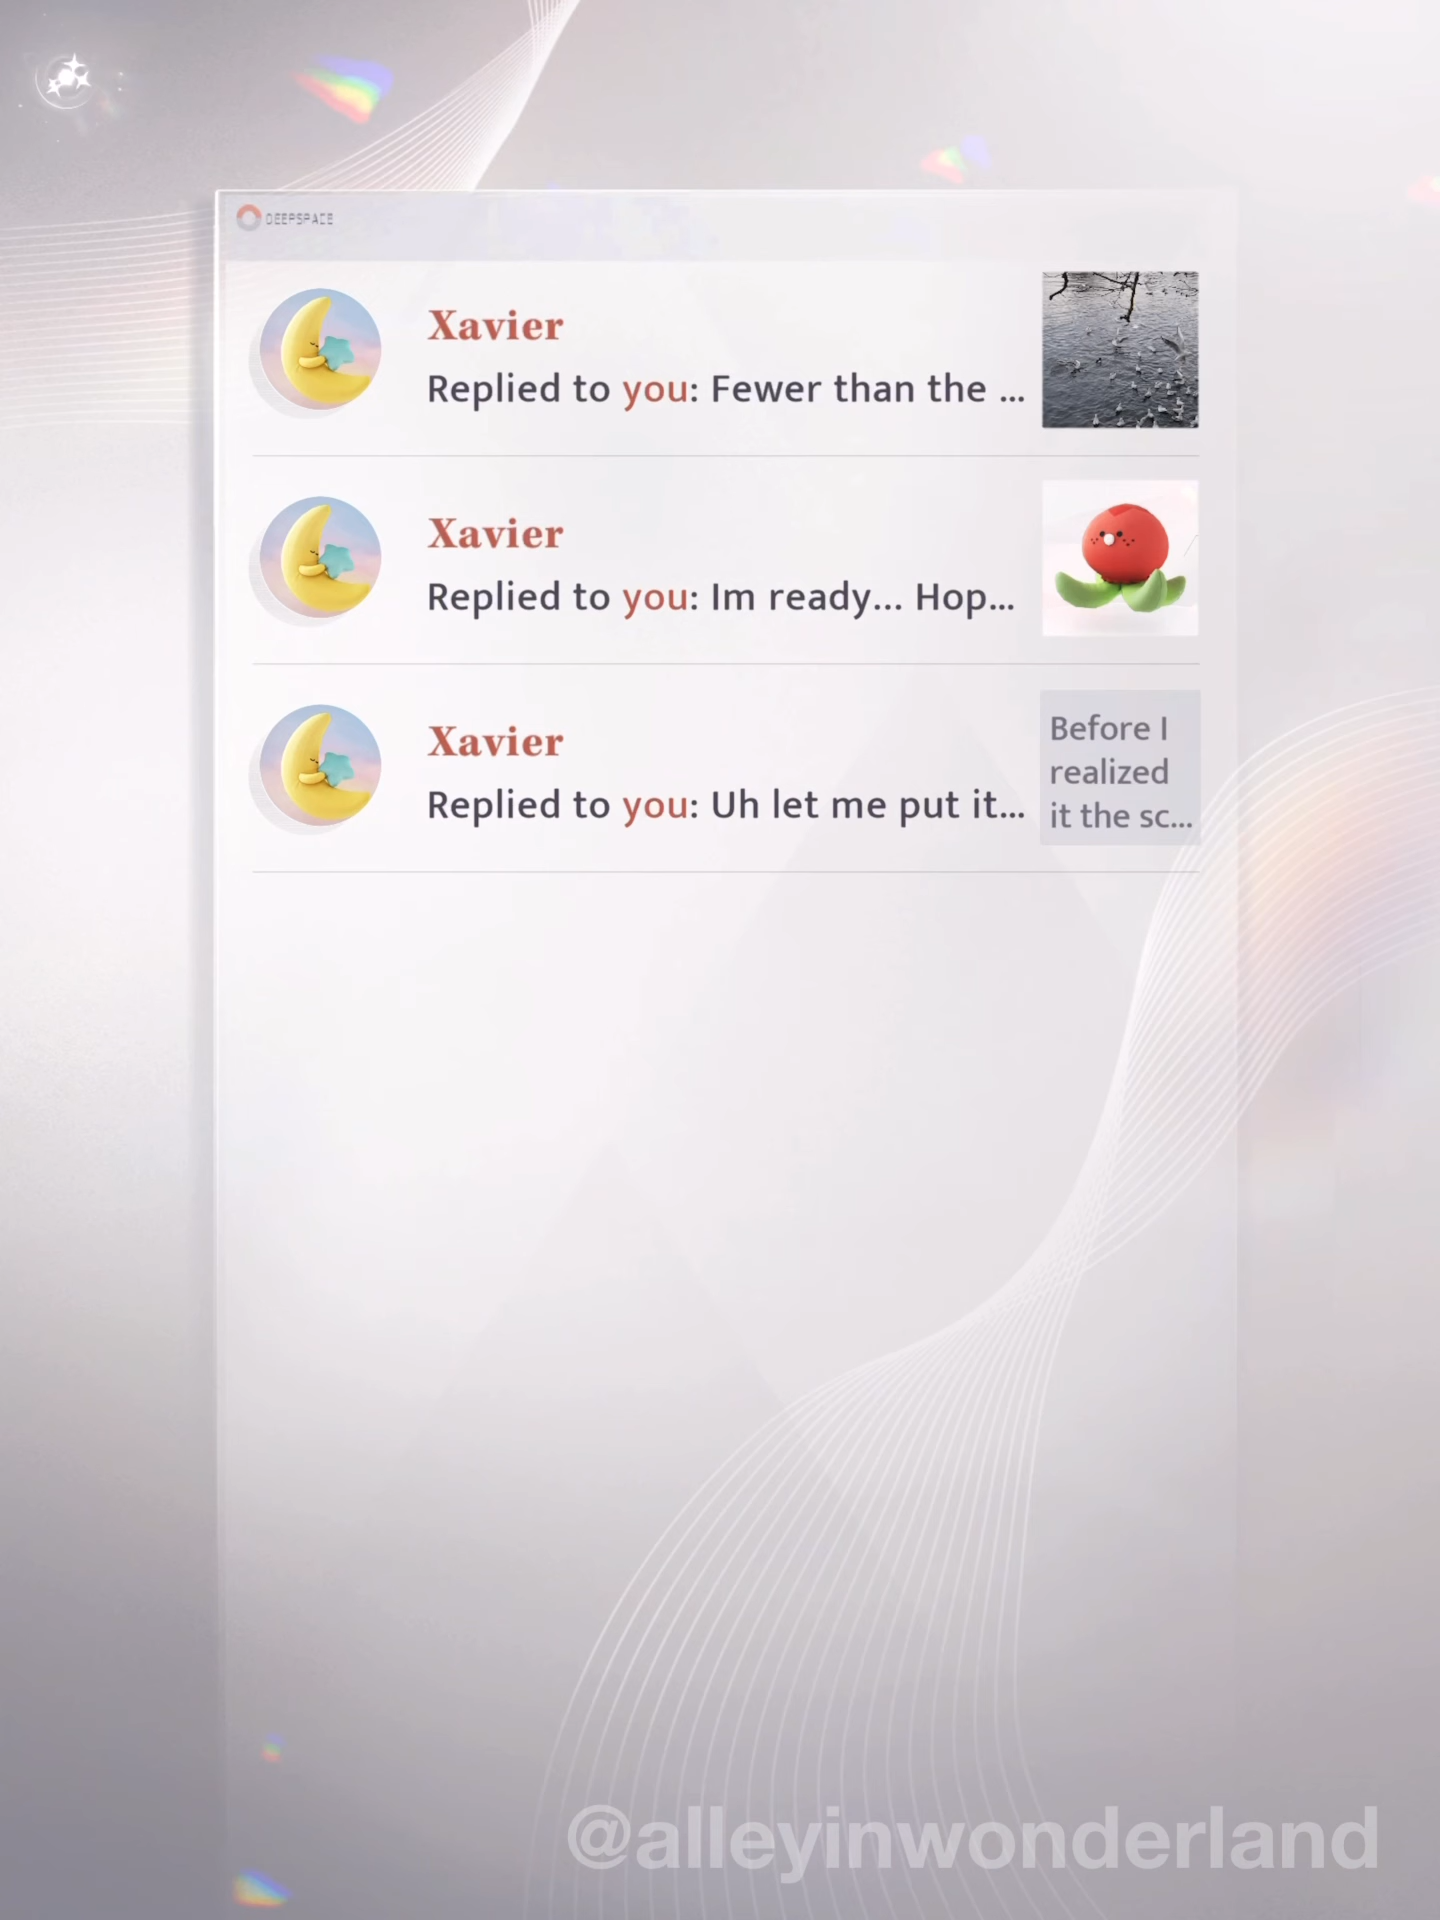 DEEPSPACE
Xavier
Replied to you: Fewer than the ...
Xavier
Replied to you: Im ready... Hop...
Xavier
Replied to you: Uh let me put it...
Before I
realized
it the sc...
@alleyinwonderland